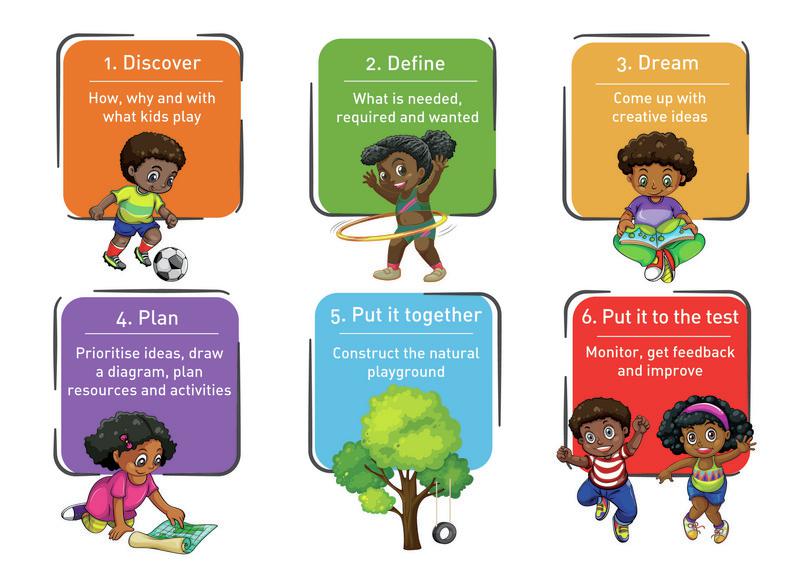 1. Discover
How, why and with
what kids play
2. Define
What is needed,
required and wanted
3. Dream
Come up with
creative ideas
4. Plan
Prioritise ideas, draw
a diagram, plan
resources and activities
5. Put it together
Construct the natural
playground
6. Put it to the test
Monitor, get feedback
and improve